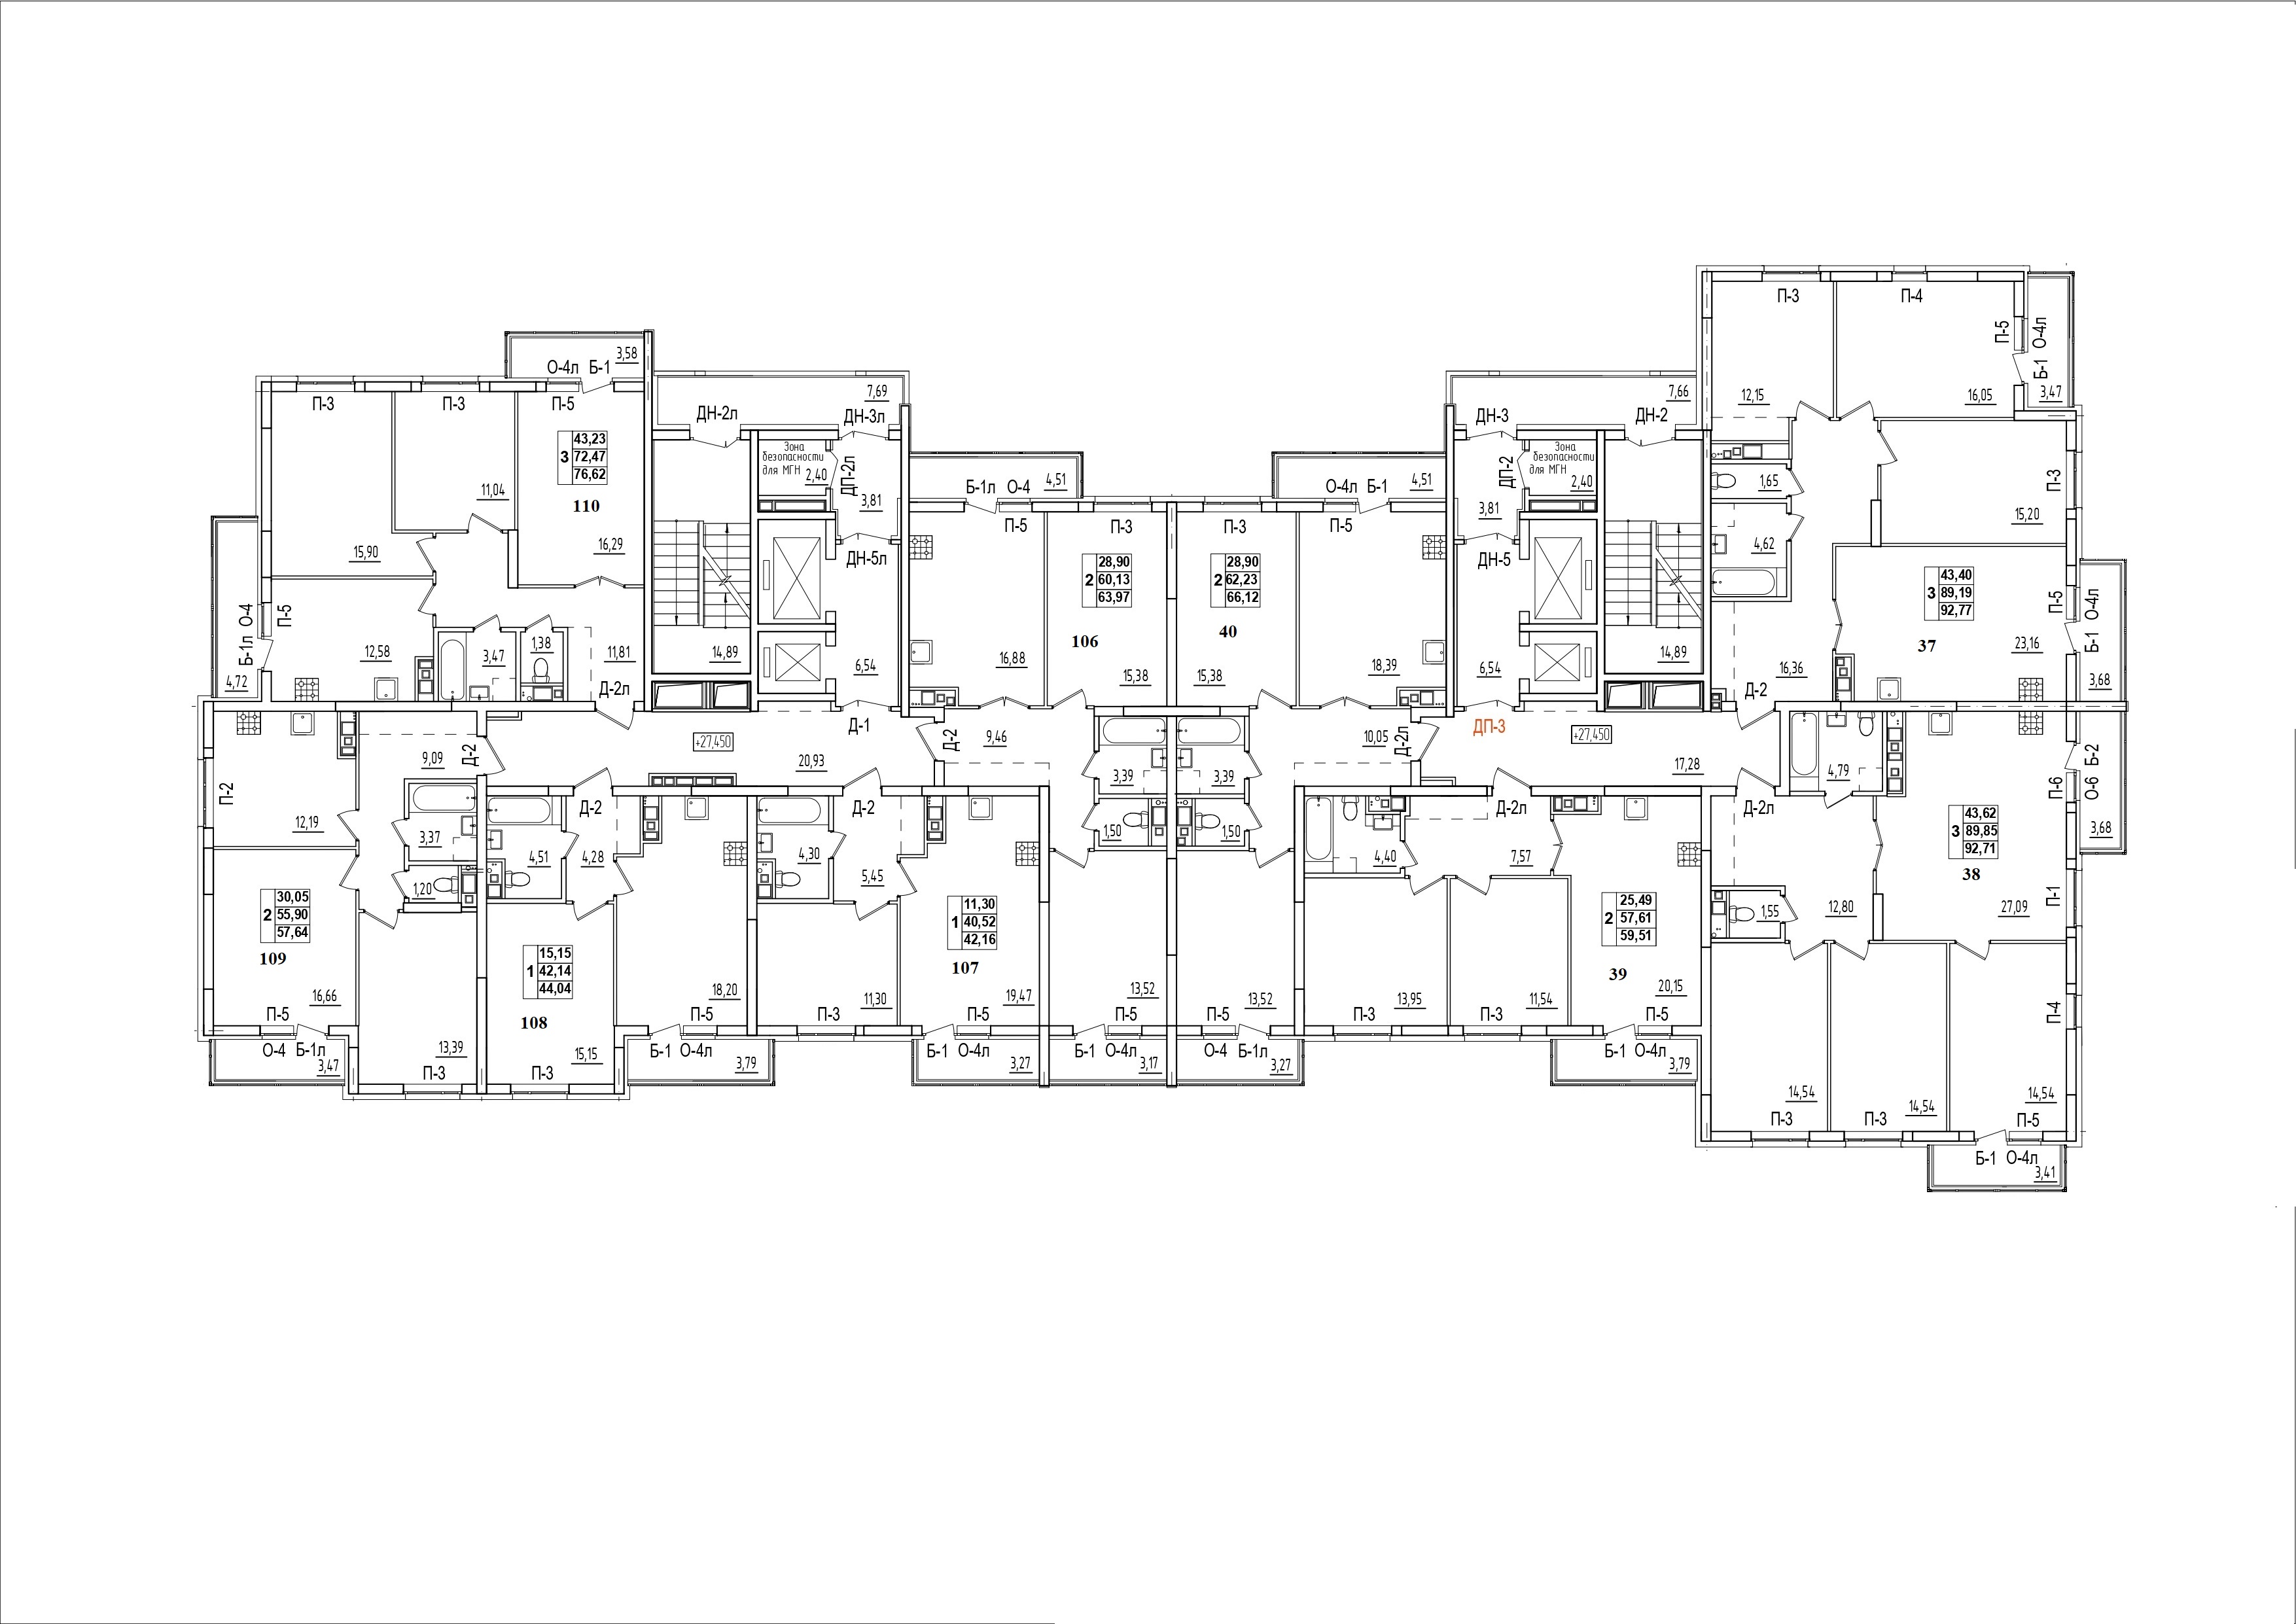 П-3
П-4
П-5
Б-1 О-4л
3,47
12,15
16,05
3,58
О-4л Б-1
П-3
П-3
П-5
7,69
ДН-2л
ДН-3л
7,66
ДН-3
ДН-2
43,23
3 72,47
76,62
110
11,04
15,90
16,29
Зона
безопасности
для МГН
2,40
ДП-2л
3,81
ДН-5л
Б-1л О-4
4,51
О-4л Б-1
4,51
ДП-2
Зона
безопасности
для МГН
2,40
3,81
ДН-5
1,65
4,62
П-3
15,20
П-5
П-3
П-3
П-5
28,90
2 60,13
63,97
106
28,90
2 62,23
66,12
40
43,40
3 89,19
92,77
37
П-5
Б-1 О-4л
23,16
3,68
Б-1л О-4
П-5
4,72
12,58
3,47
1,38
11,81
Д-2л
14,89
6,54
16,88
15,38
15,38
18,39
6,54
14,89
16,36
Д-2
П-2
12,19
9,09
Д-2
+27,450
20,93
Д-1
Д-2
9,46
3,39
3,39
10,05
Д-2л
ДП-3
+27,450
17,28
4,79
П-6
О-6 Б-2
3,68
3,37
1,20
Д-2
4,51
4,28
Д-2
4,30
5,45
1,50
1,50
Д-2л
4,40
7,57
Д-2л
43,62
3 89,85
92,71
38
П-1
27,09
1,55
12,80
30,05
2 55,90
57,64
109
16,66
П-5
15,15
1 42,14
44,04
108
18,20
П-5
11,30
1 40,52
42,16
107
11,30
П-3
19,47
П-5
13,52
П-5
13,52
П-5
25,49
2 57,61
59,51
39
13,95
П-3
11,54
П-3
20,15
П-5
П-4
О-4 Б-1л
3,47
13,39
П-3
15,15
П-3
Б-1 О-4л
3,79
Б-1 О-4л
3,27
Б-1 О-4л
3,17
О-4 Б-1л
3,27
Б-1 О-4л
3,79
14,54
П-3
14,54
П-3
14,54
П-5
Б-1 О-4л
3,41